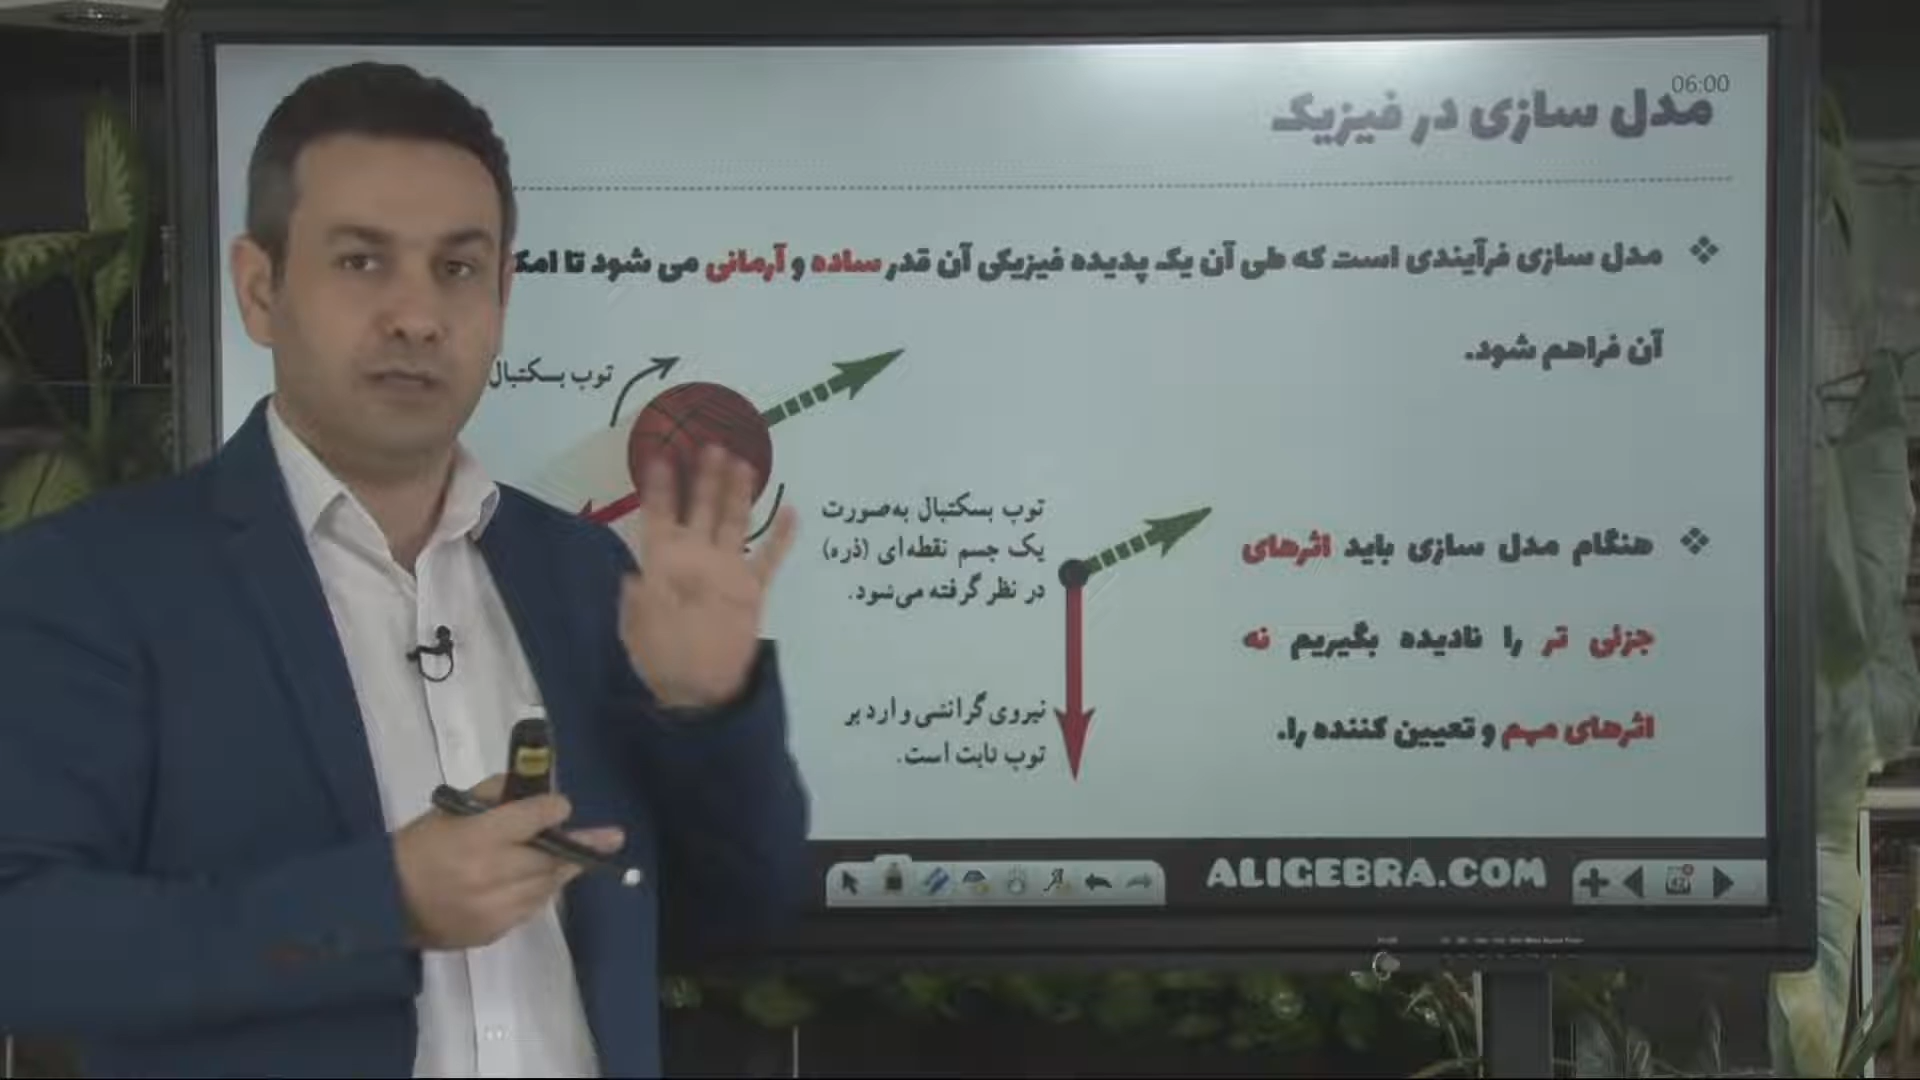 06:00
مدل سازی در فیزیک
❖ مدل سازی فرآیندی است که طی آن یک پدیده فیزیکی آن قدر ساده و آرمانی می شود تا
آن فراهم شود.
توپ بسکتبال
توپ بسکتبال به‌صورت
یک جسم نقطه‌ای (ذره)
در نظر گرفته می‌شود.
❖ هنگام مدل سازی باید اثرهای
جزئی تر را نادیده بگیریم نه
اثرهای مهم و تعیین کننده را.
نیروی گرانشی وارد بر
توپ ثابت است.
ALIGEBRA.COM